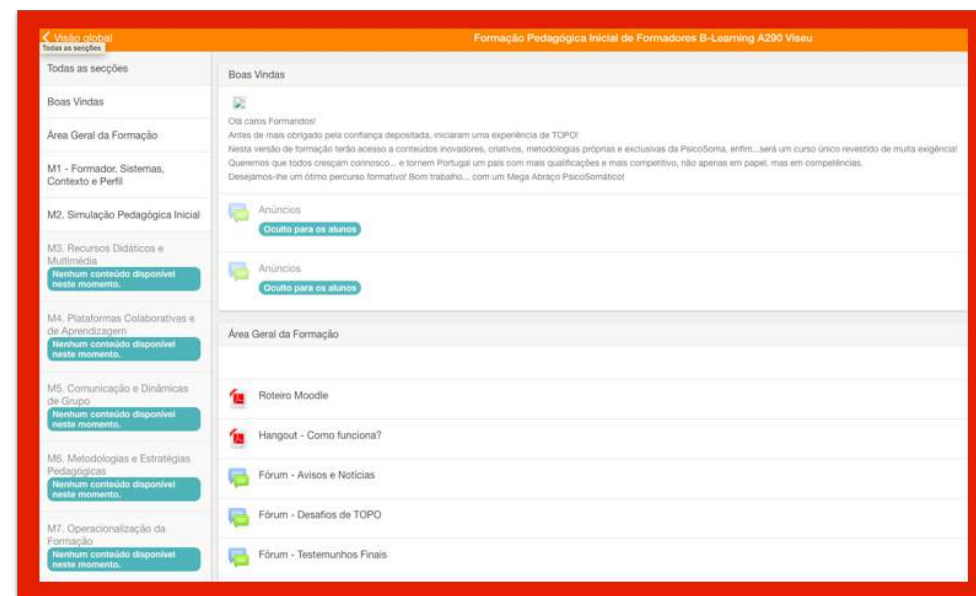 Visão global
Formação Pedagógica Inicial de Formadores B-Learning A290 Viseu
Todas as secções
Todas as secções
Boas Vindas
Área Geral da Formação
M1 - Formador, Sistemas,
Contexto e Perfil
M2. Simulação Pedagógica Inicial
M3. Recursos Didáticos e
Multimédia
Nenhum conteúdo disponível
neste momento.
M4. Plataformas Colaborativas e
de Aprendizagem
Nenhum conteúdo disponível
neste momento.
M5. Comunicação e Dinâmicas
de Grupo
Nenhum conteúdo disponível
neste momento.
M6. Metodologias e Estratégias
Pedagógicas
Nenhum conteúdo disponível
neste momento.
M7. Operacionalização da
Formação
Nenhum conteúdo disponível
neste momento.
Boas Vindas
Olá caros Formandos!
Antes de mais obrigado pela confiança depositada, iniciaram uma experiência de TOPO!
Nesta versão de formação terão acesso a conteúdos inovadores, criativos, metodologias próprias e exclusivas da PsicoSoma, enfim...será um curso único revestido de muita exigência!
Queremos que todos cresçam connosco... e tornem Portugal um país com mais qualificações e mais competitivo, não apenas em papel, mas em competências.
Desejamos-lhe um ótimo percurso formativo! Bom trabalho... com um Mega Abraço PsicoSomático!
Anúncios
Oculto para os alunos
Anúncios
Oculto para os alunos
Área Geral da Formação
Roteiro Moodle
Hangout - Como funciona?
Fórum - Avisos e Notícias
Fórum - Desafios de TOPO
Fórum - Testemunhos Finais